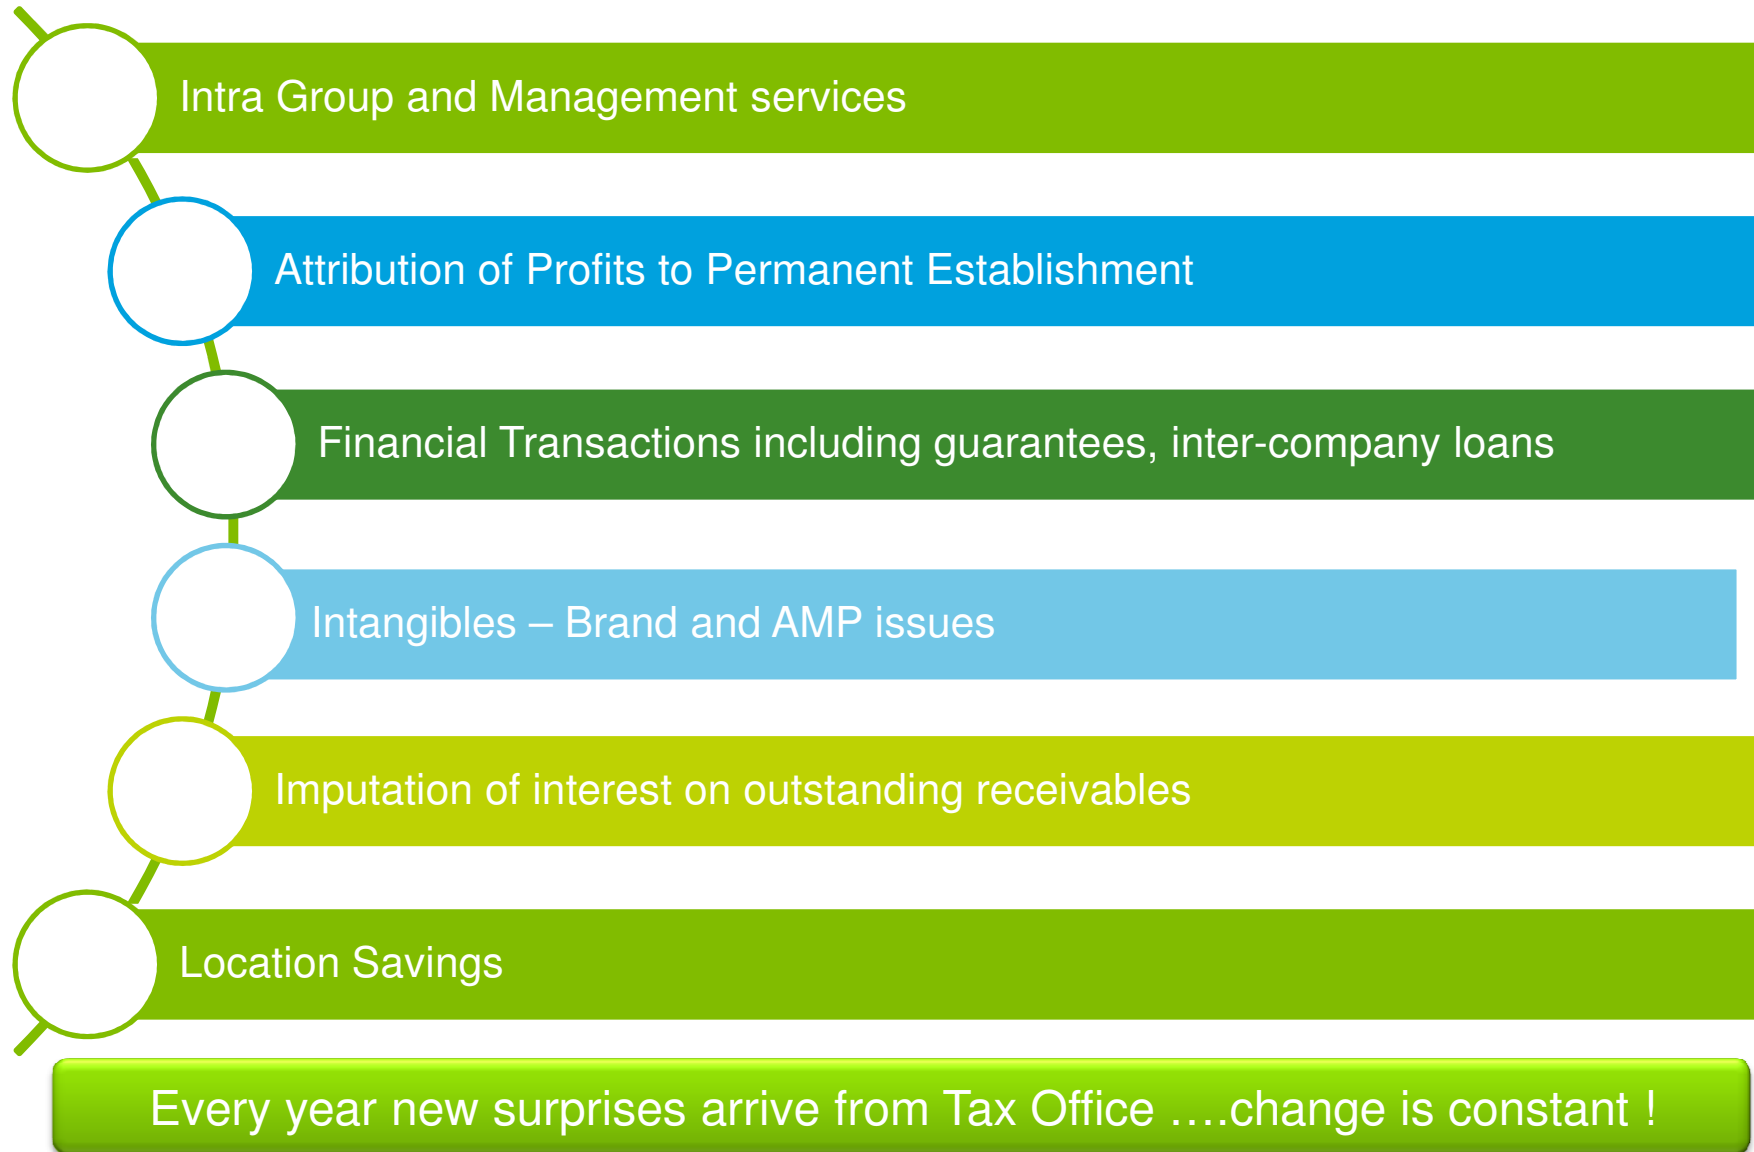 Intra Group and Management services
Attribution of Profits to Permanent Establishment
Financial Transactions including guarantees, inter-company loans
Intangibles – Brand and AMP issues
Imputation of interest on outstanding receivables
Location Savings
Every year new surprises arrive from Tax Office ….change is constant !